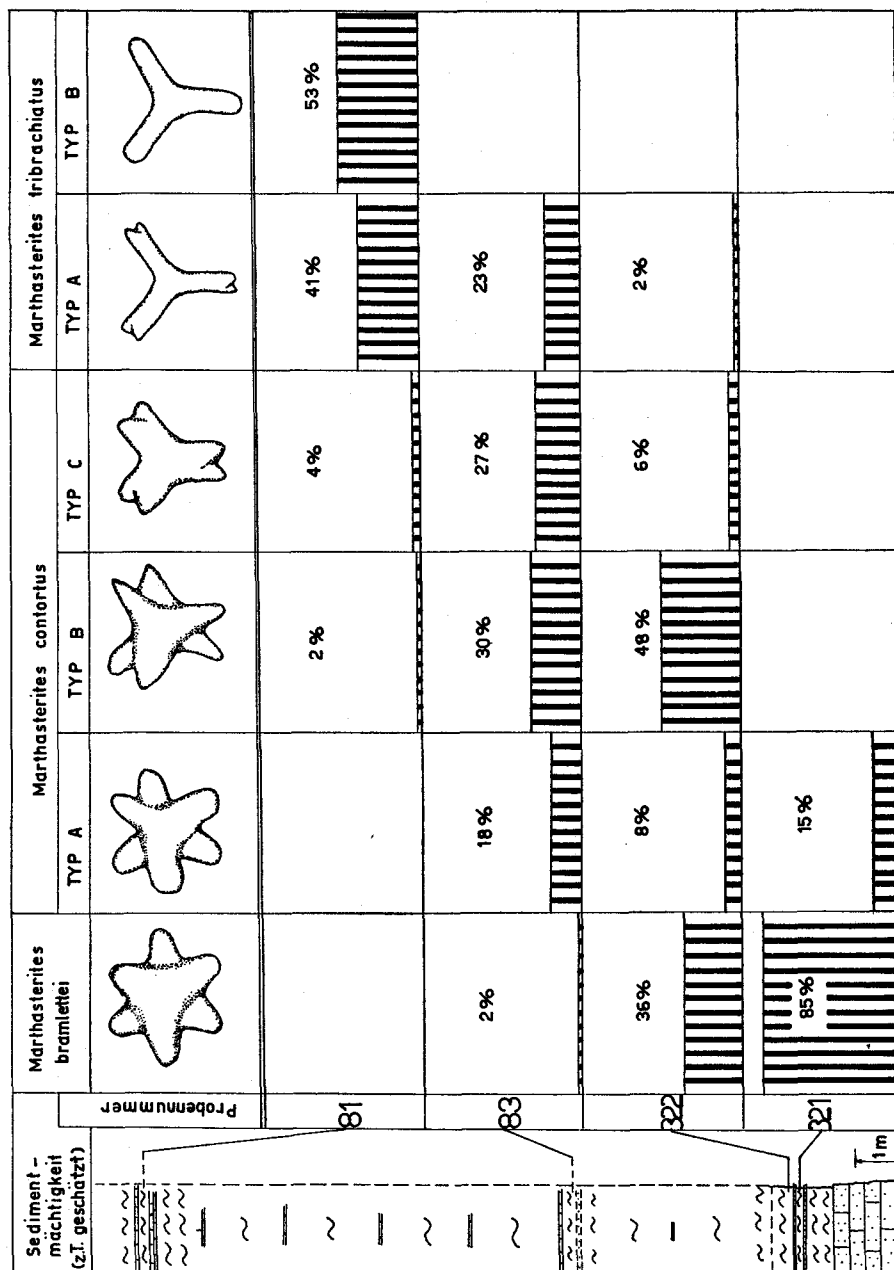 Sediment-
mächtigkeit
(z.T. geschätzt)
Probennummer
Marthasterites
bramlettei
Marthasterites contortus
TYP A
TYP B
TYP C
Marthasterites tribrachiatus
TYP A
TYP B
81
2%
4%
41%
53%
83
2%
18%
30%
27%
23%
322
36%
8%
48%
6%
2%
321
85%
15%
1m